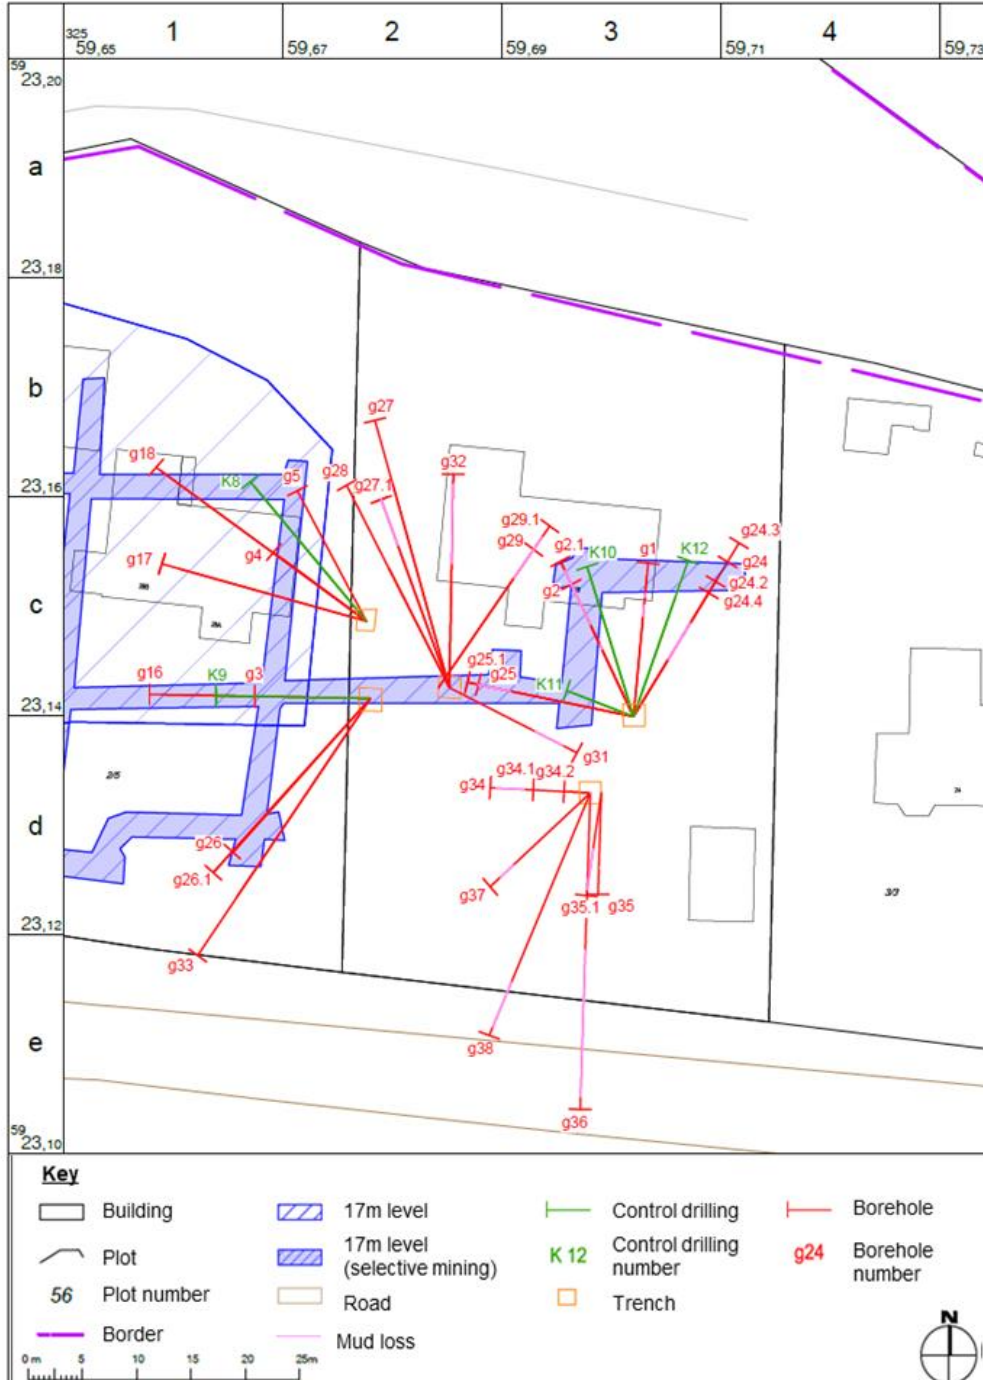 1 2 3 4
325
59,65 59,67 59,69 59,71 59,73
59
23,20
a
23,18
b
g27
g18 K8 g5 g28 g27.1 g32
23,16
g29.1 g24.3
g29 g2.1 K10 g1 K12 g24
g17 g4 g2 g24.2
c g24.4
g16 K9 g3 g25.1
g25 K11
23,14
g31
2/5 g34 g34.1 g34.2
d
g26
g26.1 g37 g35.1 g35 3/3
23,12
g33
e g38
g36
59
23,10
Key
Building 17m level Control drilling Borehole
Plot 17m level
(selective mining) K 12 Control drilling
number g24 Borehole
number
56 Plot number Road Trench
Border Mud loss
N
0 m 5 10 15 20 25m